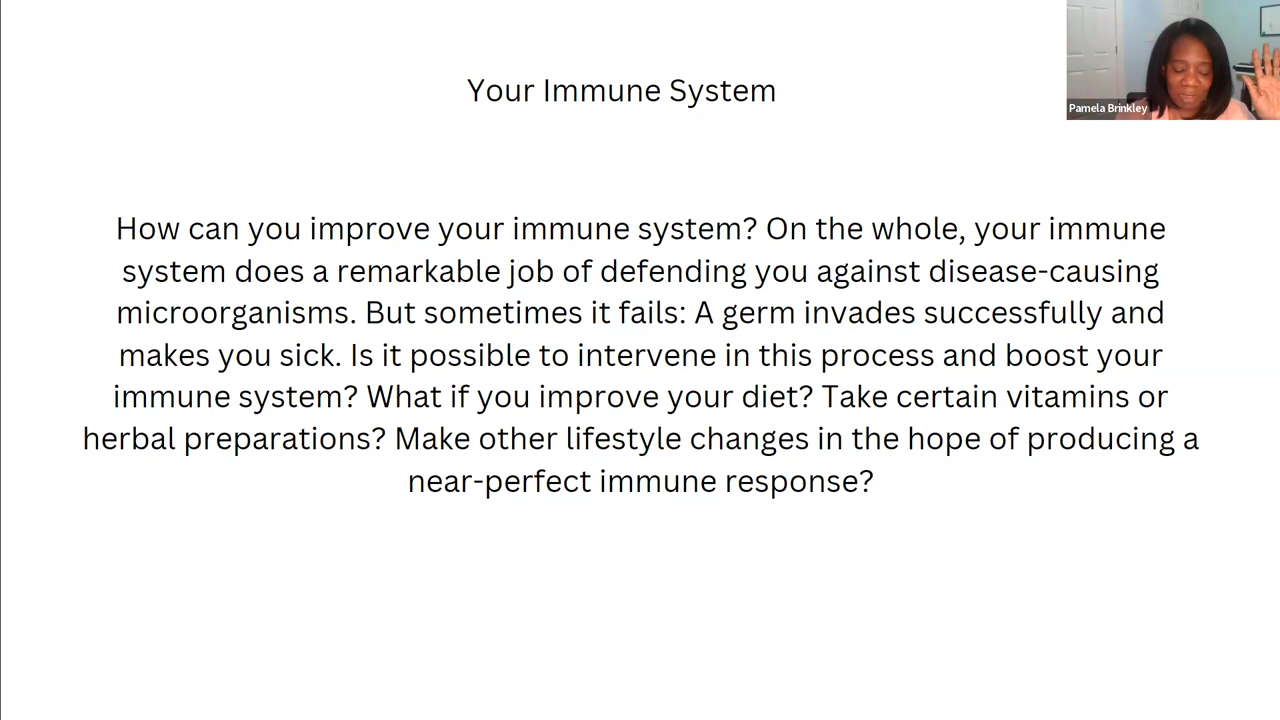 Your Immune System
Pamela Brinkley
How can you improve your immune system? On the whole, your immune
system does a remarkable job of defending you against disease-causing
microorganisms. But sometimes it fails: A germ invades successfully and
makes you sick. Is it possible to intervene in this process and boost your
immune system? What if you improve your diet? Take certain vitamins or
herbal preparations? Make other lifestyle changes in the hope of producing a
near-perfect immune response?